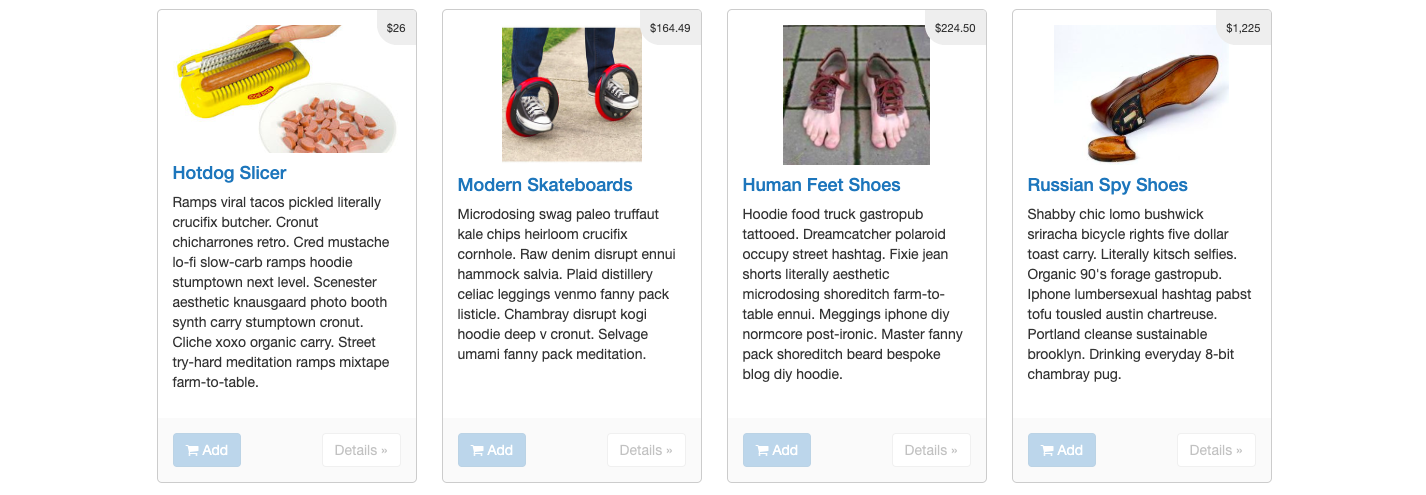 $26
Hotdog Slicer
Ramps viral tacos pickled literally
crucifix butcher. Cronut
chicharrones retro. Cred mustache
lo-fi slow-carb ramps hoodie
stumptown next level. Scenester
aesthetic knausgaard photo booth
synth carry stumptown cronut.
Cliche xoxo organic carry. Street
try-hard meditation ramps mixtape
farm-to-table.
Add
Details »
$164.49
Modern Skateboards
Microdosing swag paleo truffaut
kale chips heirloom crucifix
cornhole. Raw denim disrupt ennui
hammock salvia. Plaid distillery
celiac leggings venmo fanny pack
listicle. Chambray disrupt kogi
hoodie deep v cronut. Selvage
umami fanny pack meditation.
Add
Details »
$224.50
Human Feet Shoes
Hoodie food truck gastropub
tattooed. Dreamcatcher polaroid
occupy street hashtag. Fixie jean
shorts literally aesthetic
microdosing shoreditch farm-to-
table ennui. Meggings iphone diy
normcore post-ironic. Master fanny
pack shoreditch beard bespoke
blog diy hoodie.
Add
Details »
$1,225
Russian Spy Shoes
Shabby chic lomo bushwick
sriracha bicycle rights five dollar
toast carry. Literally kitsch selfies.
Organic 90's forage gastropub.
Iphone lumbersexual hashtag pabst
tofu tousled austin chartreuse.
Portland cleanse sustainable
brooklyn. Drinking everyday 8-bit
chambray pug.
Add
Details »